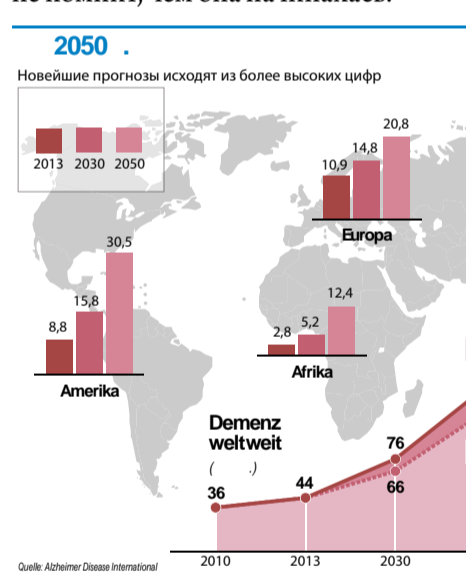 2050 .
Новейшие прогнозы исходят из более высоких цифр
2013 2030 2050
20,8
14,8
10,9
Europa
30,5
15,8
8,8
Amerika
12,4
5,2
2,8
Afrika
Demenz
weltweit
( .)
76
66
44
36
2010 2013 2030
Quelle: Alzheimer Disease International